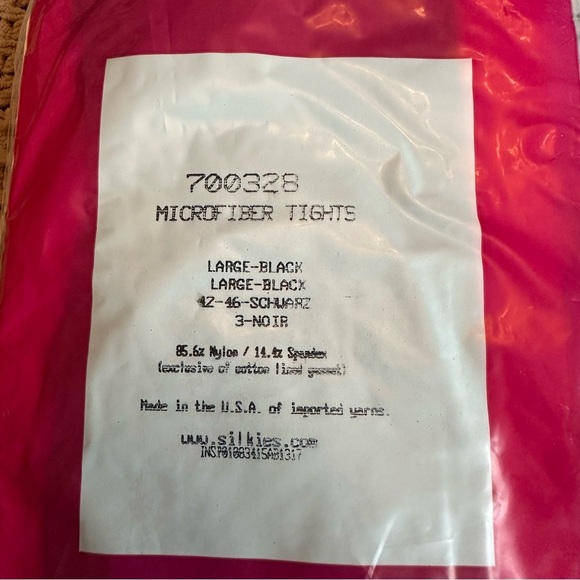 700328
MICROFIBER TIGHTS
LARGE-BLACK
LARGE-BLACK
42-46-SCHWARZ
3-NOIR
85.6% Nylon / 14.4% Spandex
(exclusive of cotton lined gusset)
Made in the U.S.A. of imported yarns.
www.silkies.com